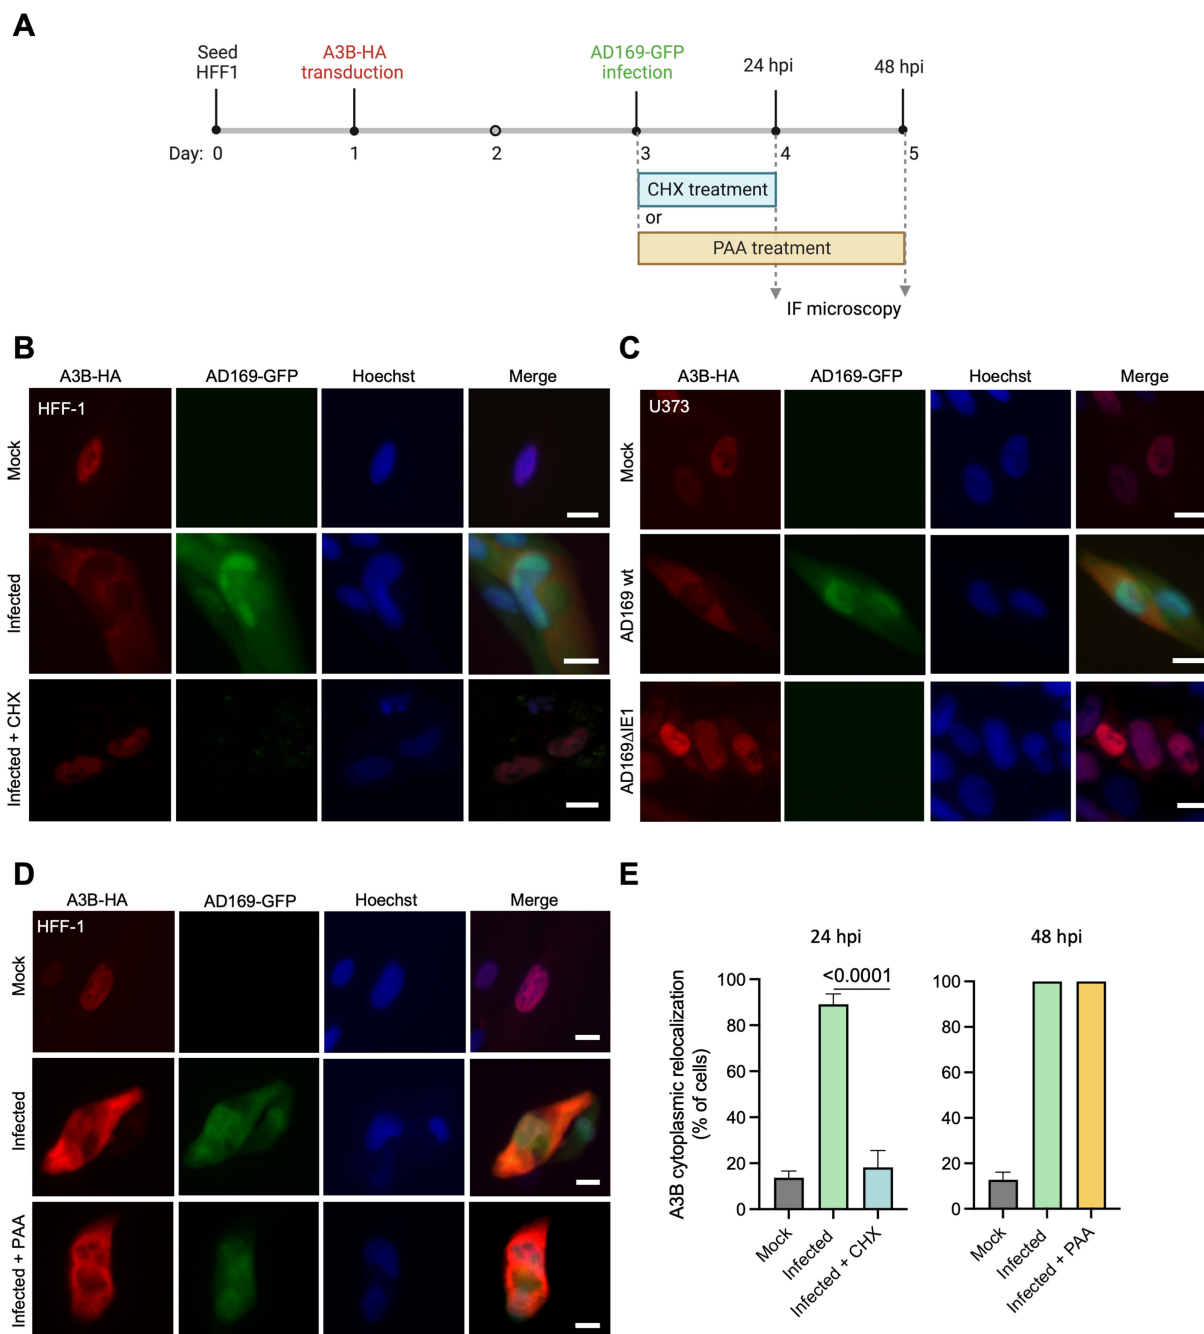 A
Seed
HFF1
A3B-HA
transduction
AD169-GFP
infection
24 hpi
48 hpi
Day: 0
1
2
3
4
5
CHX treatment
or
PAA treatment
IF microscopy
B
A3B-HA
AD169-GFP
Hoechst
Merge
HFF-1
Mock
Infected
Infected + CHX
C
A3B-HA
AD169-GFP
Hoechst
Merge
U373
Mock
AD169 wt
AD169ΔIE1
D
A3B-HA
AD169-GFP
Hoechst
Merge
HFF-1
Mock
Infected
Infected + PAA
E
24 hpi
48 hpi
A3B cytoplasmic relocalization
(% of cells)
100
80
60
40
20
0
<0.0001
Mock
Infected
Infected + CHX
100
80
60
40
20
0
Mock
Infected
Infected + PAA